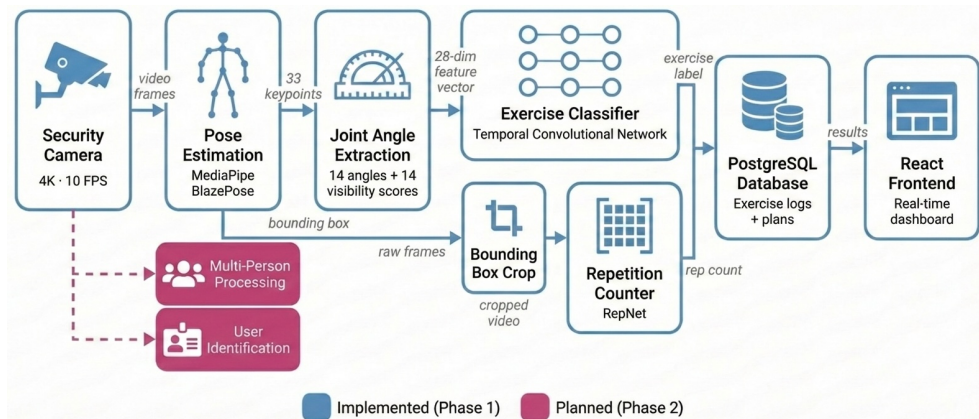 Security
Camera
4K · 10 FPS
video
frames
Pose
Estimation
MediaPipe
BlazePose
33
keypoints
Joint Angle
Extraction
14 angles + 14
visibility scores
28-dim
feature
vector
Exercise Classifier
Temporal Convolutional Network
exercise
label
PostgreSQL
Database
Exercise logs
+ plans
results
React
Frontend
Real-time
dashboard
bounding box
raw frames
Bounding
Box Crop
cropped
video
Repetition
Counter
RepNet
rep count
Multi-Person
Processing
User
Identification
Implemented (Phase 1)
Planned (Phase 2)